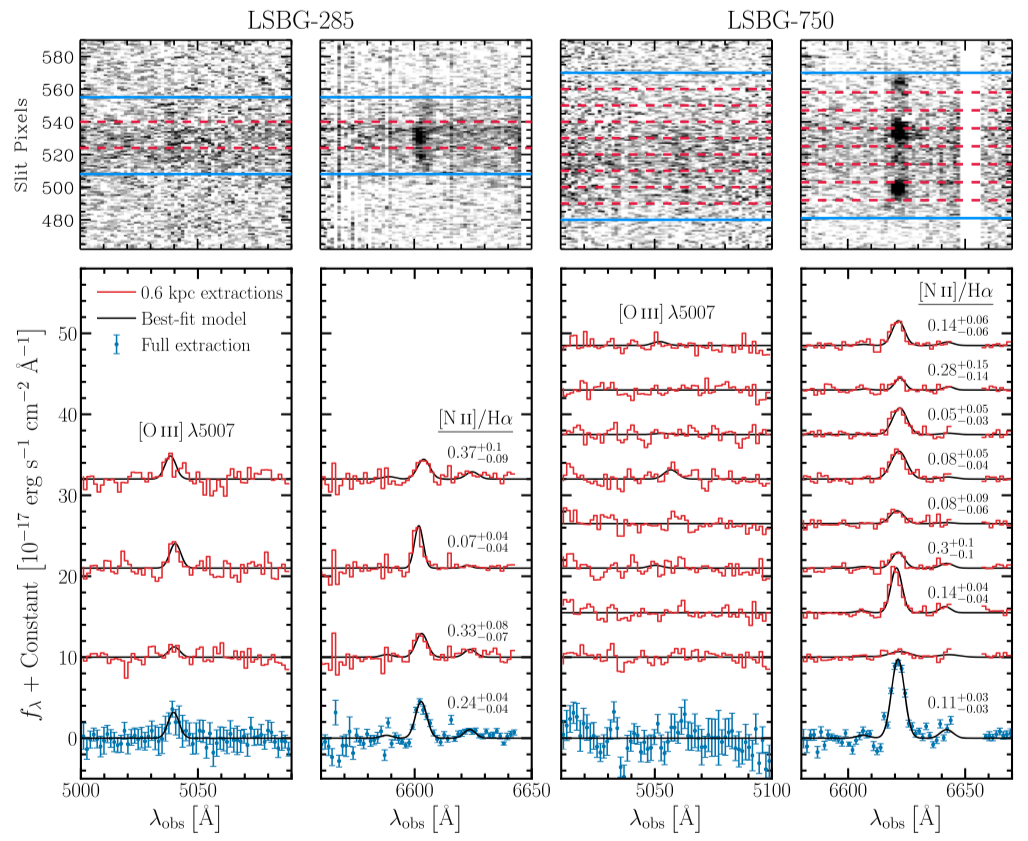 LSBG-285
LSBG-750
Slit Pixels
580
560
540
520
500
480
0.6 kpc extractions
Best-fit model
Full extraction
[O III] λ5007
[N II]/Hα
0.37 +0.1 −0.09
0.07 +0.04 −0.04
0.33 +0.08 −0.07
0.24 +0.04 −0.04
[O III] λ5007
[N II]/Hα
0.14 +0.06 −0.06
0.28 +0.15 −0.14
0.05 +0.05 −0.03
0.08 +0.05 −0.04
0.08 +0.09 −0.06
0.3 +0.1 −0.1
0.14 +0.04 −0.04
0.11 +0.03 −0.03
fλ + Constant [10⁻¹⁷ erg s⁻¹ cm⁻² Å⁻¹]
50
40
30
20
10
0
5000 5050 6600 6650 5050 5100 6600 6650
λobs [Å] λobs [Å] λobs [Å] λobs [Å]